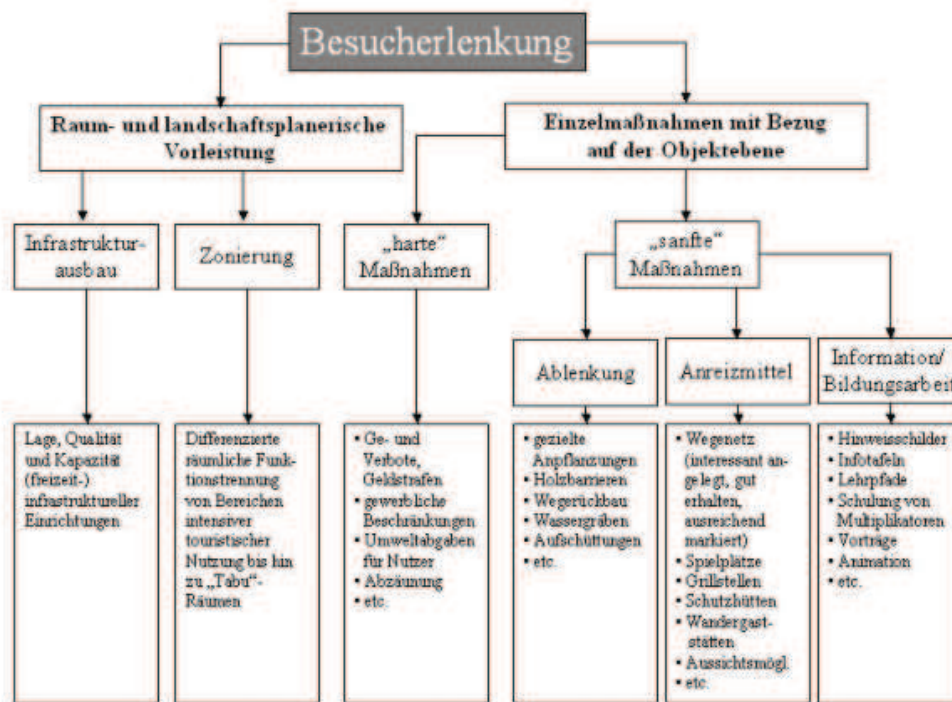 Besucherlenkung
Raum- und landschaftsplanerische
Vorleistung
Einzelmaßnahmen mit Bezug
auf der Objektebene
Infrastruktur-
ausbau
Zonierung
„harte“
Maßnahmen
„sanfte“
Maßnahmen
Ablenkung
Anreizmittel
Information/
Bildungsarbeit
Lage, Qualität
und Kapazität
(freizeit-)
infrastruktureller
Einrichtungen
Differenzierte
räumliche Funk-
tionstrennung
von Bereichen
intensiver
touristischer
Nutzung bis hin
zu „Tabu“-
Räumen
▪ Ge- und
Verbote,
Geldstrafen
▪ gewerbliche
Beschränkungen
▪ Umweltabgaben
für Nutzer
▪ Abzäunung
▪ etc.
▪ gezielte
Anpflanzungen
▪ Holzbarrieren
▪ Wegerückbau
▪ Wassergräben
▪ Aufschüttungen
▪ etc.
▪ Wegenetz
(interessant an-
gelegt, gut
erhalten,
ausreichend
markiert)
▪ Spielplätze
▪ Grillstellen
▪ Schutzhütten
▪ Wandergast-
stätten
▪ Aussichtsmögl.
▪ etc.
▪ Hinweisschilder
▪ Infotafeln
▪ Lehrpfade
▪ Schulung von
Multiplikatoren
▪ Vorträge
▪ Animation
▪ etc.